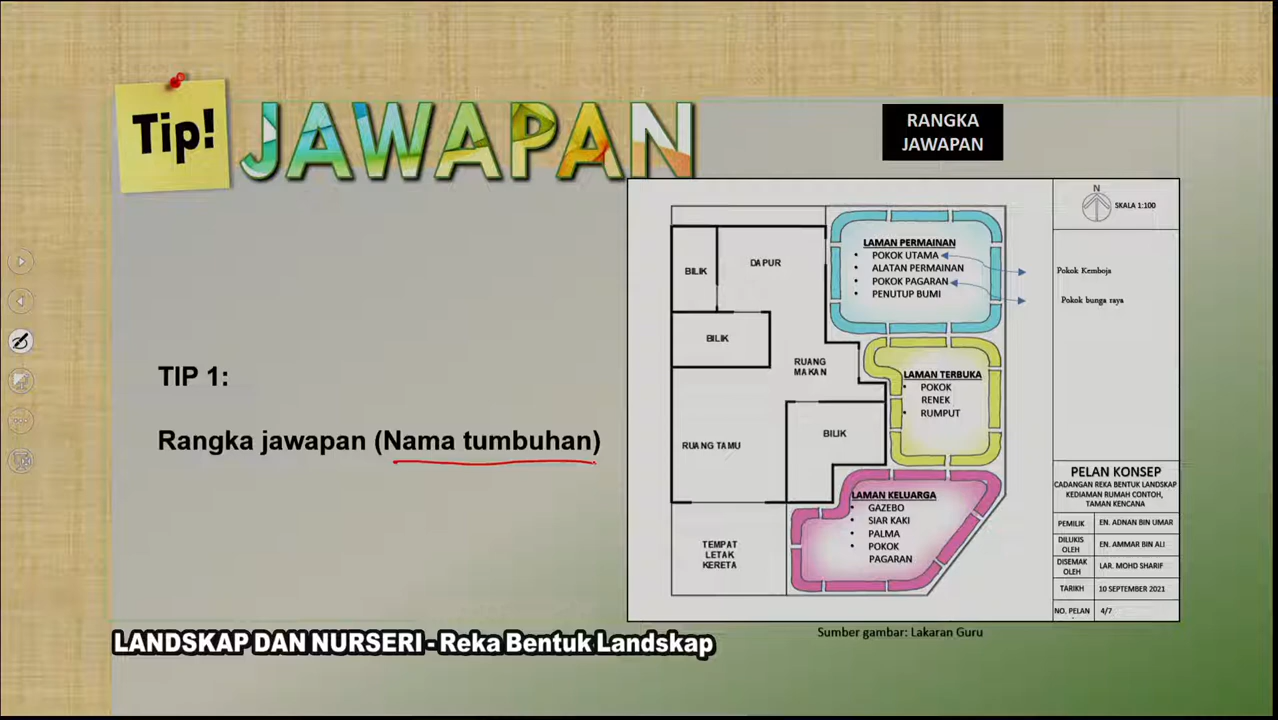 Tip!
JAWAPAN
RANGKA
JAWAPAN
TIP 1:
Rangka jawapan (Nama tumbuhan)
BILIK
DAPUR
BILIK
RUANG
MAKAN
RUANG TAMU
BILIK
TEMPAT
LETAK
KERETA
LAMAN PERMAINAN
• POKOK UTAMA
• ALATAN PERMAINAN
• POKOK PAGARAN
• PENUTUP BUMI
LAMAN TERBUKA
• POKOK
RENEK
• RUMPUT
LAMAN KELUARGA
• GAZEBO
• SIAR KAKI
• PALMA
• POKOK
PAGARAN
N
SKALA 1:100
Pokok Kemboja
Pokok bunga raya
PELAN KONSEP
CADANGAN REKA BENTUK LANDSKAP
KEDIAMAN RUMAH CONTOH,
TAMAN KENCANA
PEMILIK EN. ADNAN BIN UMAR
DILUKIS
OLEH EN. AMMAR BIN ALI
DISEMAK
OLEH LAR. MOHD SHARIF
TARIKH 10 SEPTEMBER 2021
NO. PELAN 4/7
Sumber gambar: Lakaran Guru
LANDSKAP DAN NURSERI - Reka Bentuk Landskap